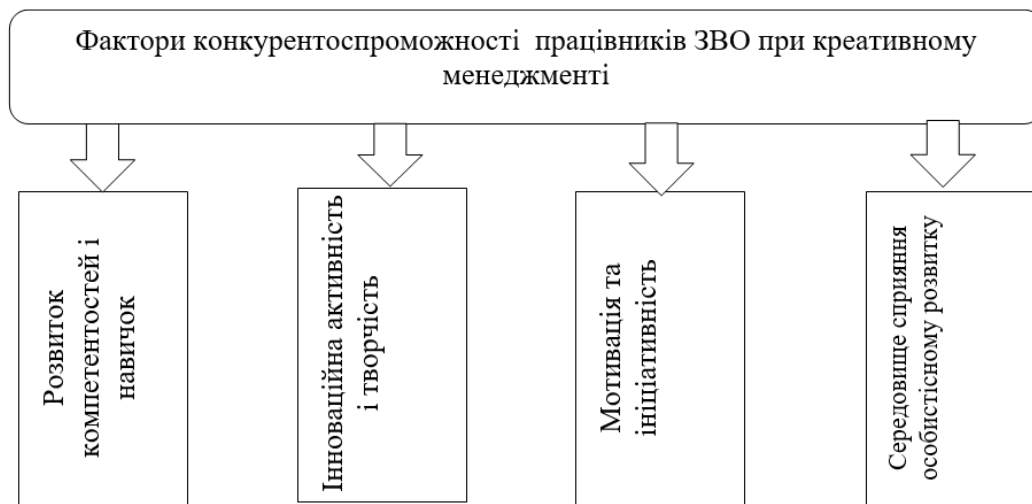 Фактори конкурентоспроможності працівників ЗВО при креативному
менеджменті
Розвиток
компетентостей і
навичок
Інноваційна активність
і творчість
Мотивація та
ініціативність
Середовище сприяння
особистісному розвитку